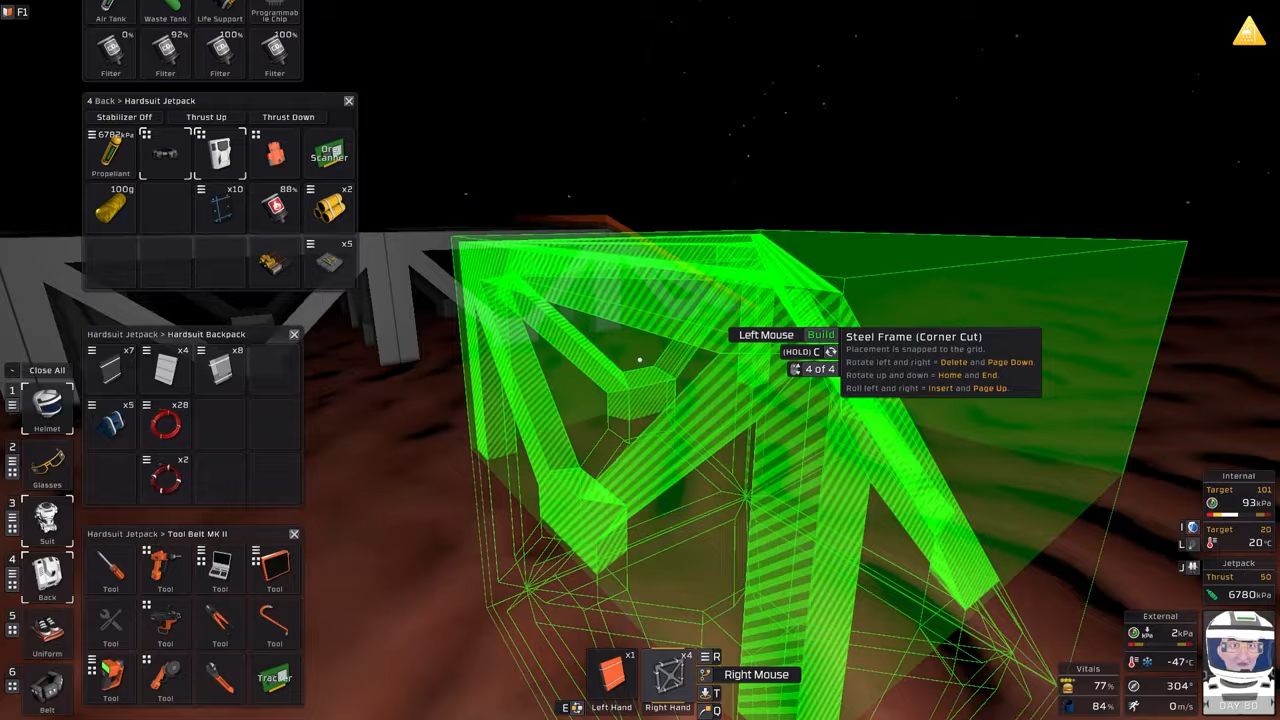 F1
Air Tank
Waste Tank
Life Support
Programmab
le Chip
0%
92%
100%
100%
Filter
Filter
Filter
Filter
4 Back > Hardsuit Jetpack
Stabilizer Off
Thrust Up
Thrust Down
6782kPa
Propellant
Ore
Scanner
100g
x10
88%
x2
x5
Hardsuit Jetpack > Hardsuit Backpack
x7
x4
x8
x5
x28
x2
Close All
1
Helmet
2
Glasses
3
Suit
4
Back
5
Uniform
6
Belt
Hardsuit Jetpack > Tool Belt MK II
Tool
Tool
Tool
Tool
Tool
Tool
Tool
Tool
Tool
Tool
Tool
Tracker
Left Mouse
Build
(HOLD) C
4 of 4
Steel Frame (Corner Cut)
Placement is snapped to the grid.
Rotate left and right = Delete and Page Down.
Rotate up and down = Home and End.
Roll left and right = Insert and Page Up.
x1
Left Hand
x4
Right Hand
E
R
Right Mouse
T
Q
Internal
Target 101
93kPa
Target 20
20°C
I
L
J
Jetpack
Thrust 50
6780kPa
External
kPa
2kPa
-47°C
304°
0m/s
Vitals
77%
84%
DAY 80